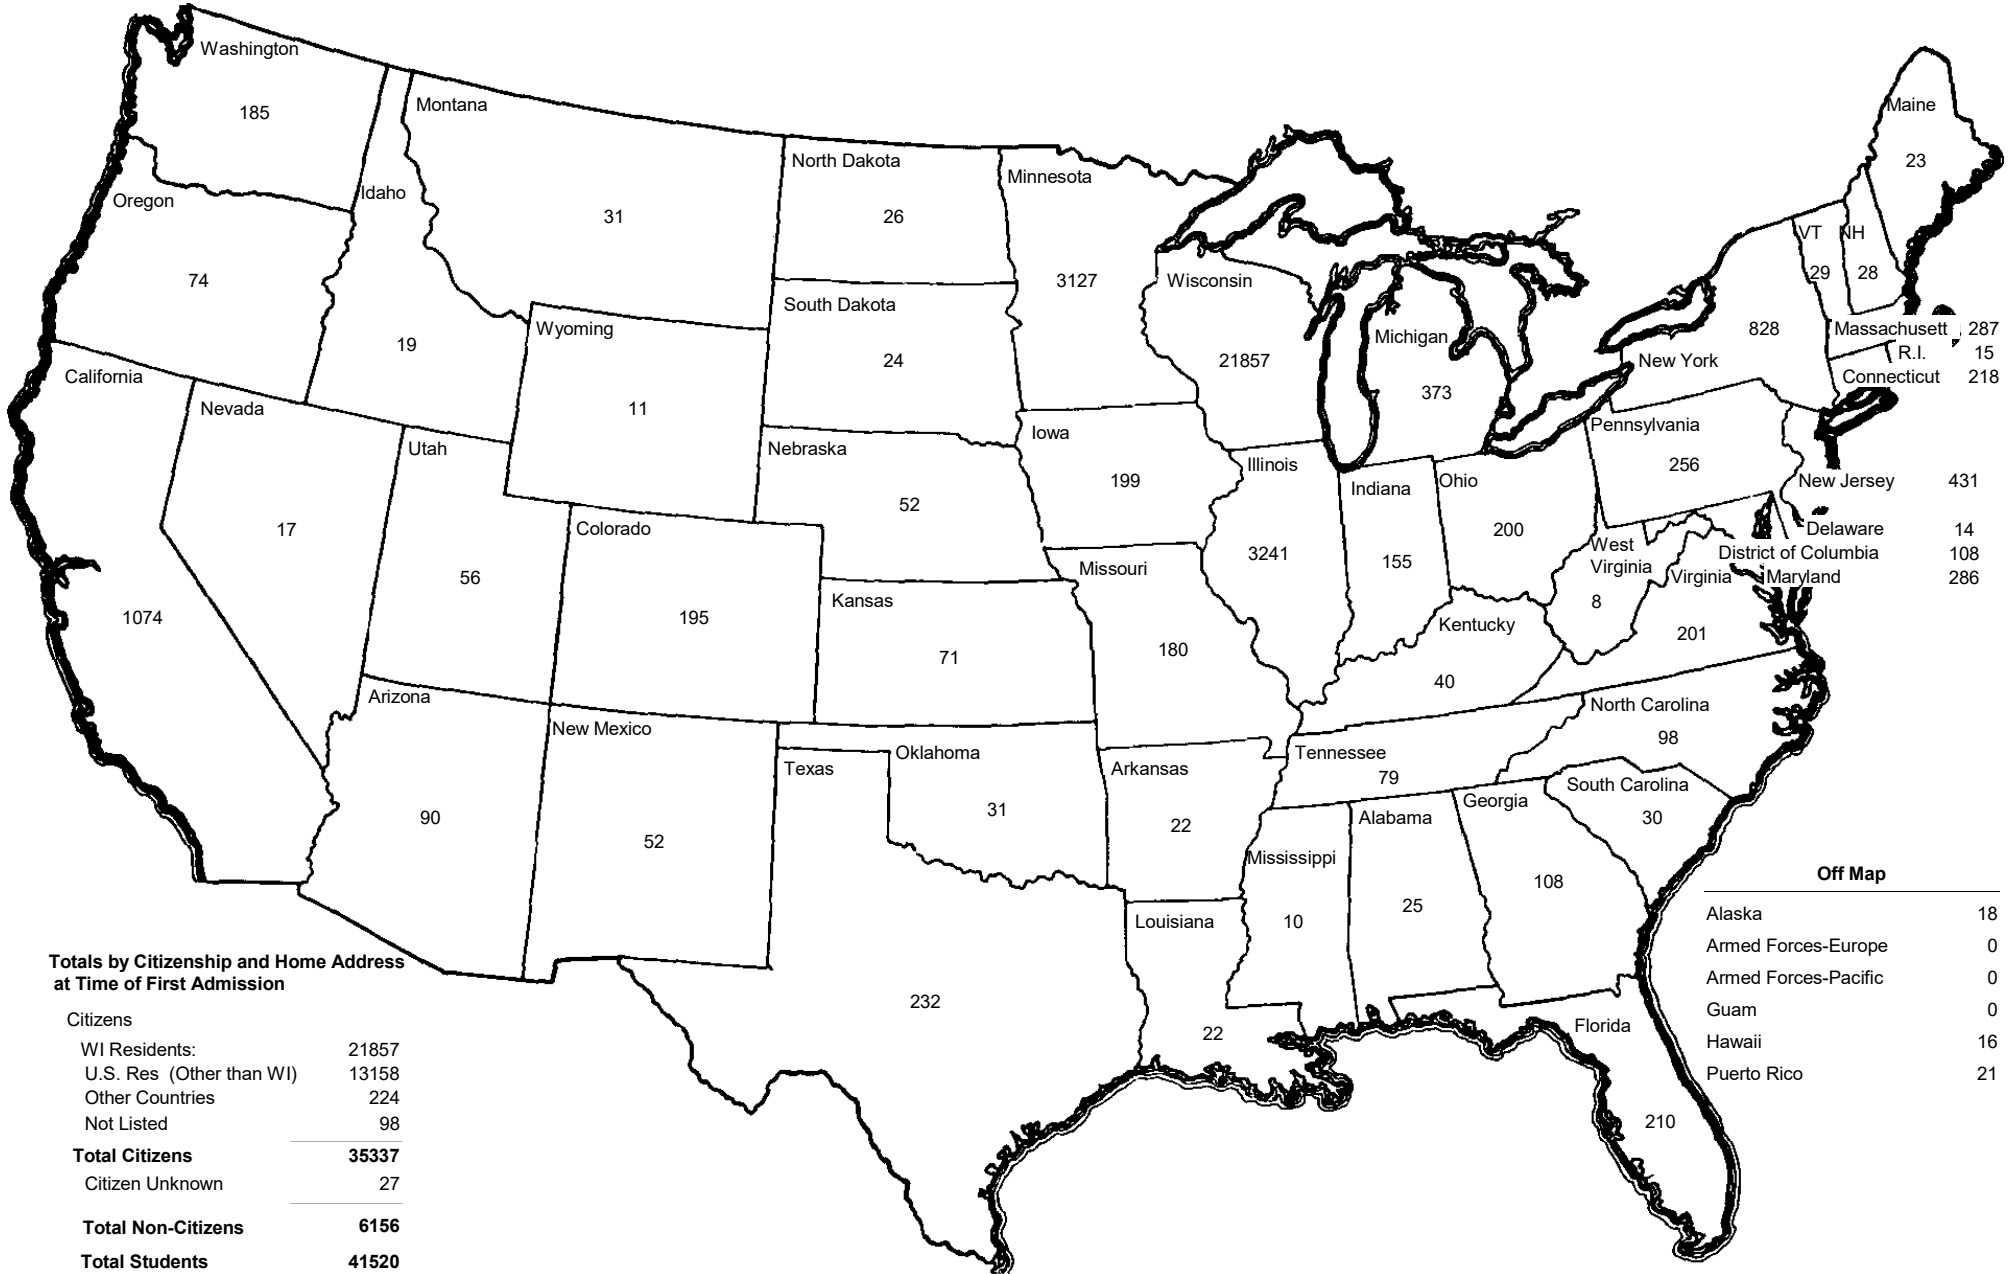 Washington
185
Oregon
74
California
1074
Idaho
19
Nevada
17
Montana
31
Wyoming
11
Utah
56
Colorado
195
Arizona
90
New Mexico
52
North Dakota
26
South Dakota
24
Nebraska
52
Kansas
71
Oklahoma
31
Texas
232
Minnesota
3127
Iowa
199
Missouri
180
Arkansas
22
Louisiana
22
Wisconsin
21857
Illinois
3241
Michigan
373
Indiana
155
Ohio
200
Kentucky
40
Tennessee
79
Mississippi
10
Alabama
25
Georgia
108
Florida
210
South Carolina
30
North Carolina
98
Virginia
201
West
Virginia
8
Pennsylvania
256
New York
828
VT
29
NH
28
Maine
23
Massachusett 287
R.I. 15
Connecticut 218
New Jersey 431
Delaware 14
District of Columbia 108
Maryland 286
Off Map
Alaska 18
Armed Forces-Europe 0
Armed Forces-Pacific 0
Guam 0
Hawaii 16
Puerto Rico 21
Totals by Citizenship and Home Address
at Time of First Admission
Citizens
WI Residents: 21857
U.S. Res (Other than WI) 13158
Other Countries 224
Not Listed 98
Total Citizens 35337
Citizen Unknown 27
Total Non-Citizens 6156
Total Students 41520